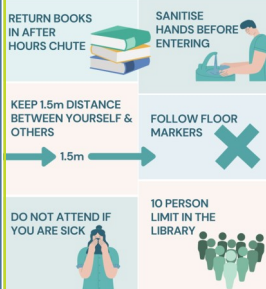 RETURN BOOKS
IN AFTER
HOURS CHUTE
SANITISE
HANDS BEFORE
ENTERING
KEEP 1.5m DISTANCE
BETWEEN YOURSELF &
OTHERS
1.5m
FOLLOW FLOOR
MARKERS
DO NOT ATTEND IF
YOU ARE SICK
10 PERSON
LIMIT IN THE
LIBRARY